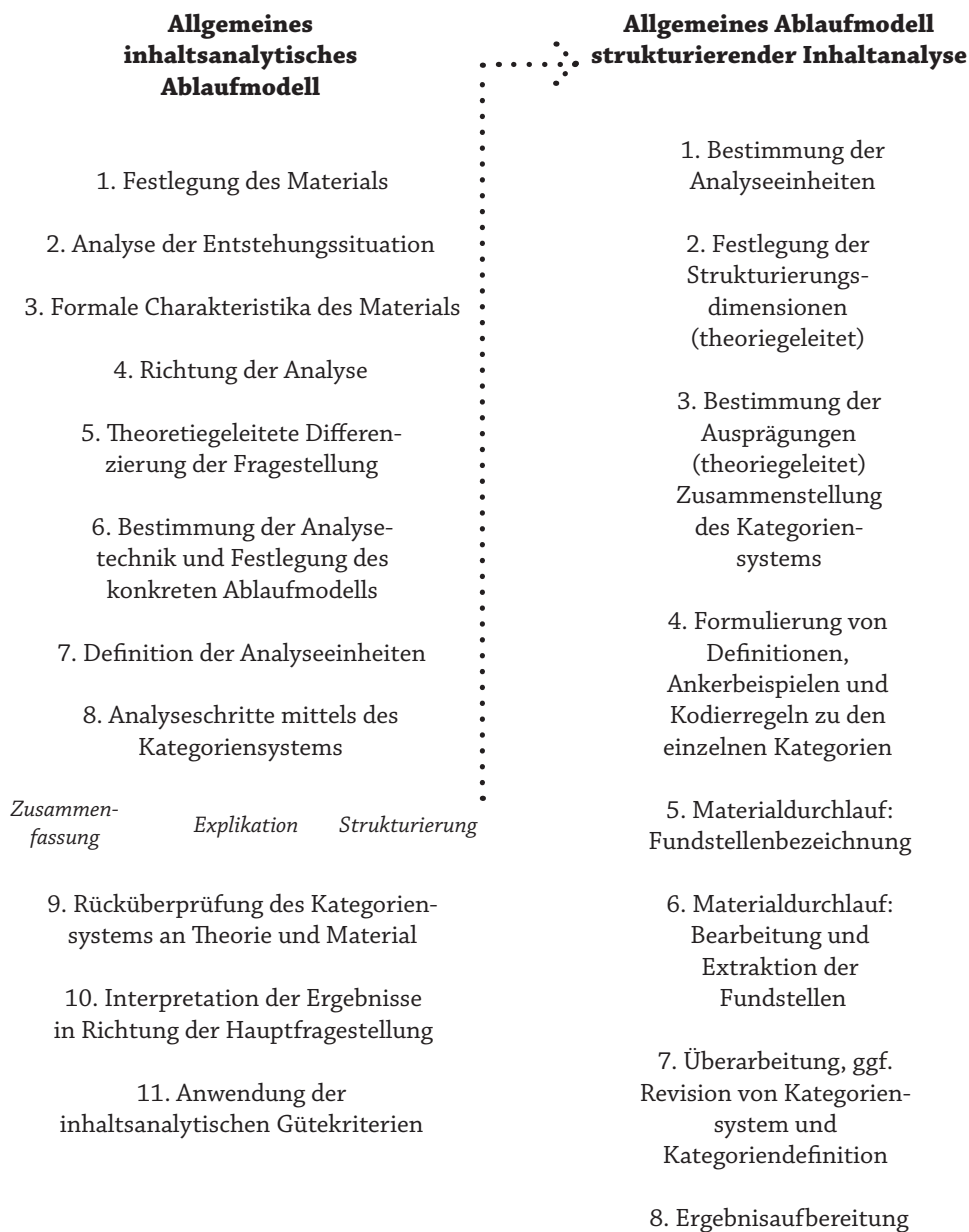 Allgemeines
inhaltsanalytisches
Ablaufmodell
1. Festlegung des Materials
2. Analyse der Entstehungssituation
3. Formale Charakteristika des Materials
4. Richtung der Analyse
5. Theoretiegeleitete Differen-
zierung der Fragestellung
6. Bestimmung der Analyse-
technik und Festlegung des
konkreten Ablaufmodells
7. Definition der Analyseeinheiten
8. Analyseschritte mittels des
Kategoriensystems
Zusammen-
fassung
Explikation
Strukturierung
9. Rücküberprüfung des Kategorien-
systems an Theorie und Material
10. Interpretation der Ergebnisse
in Richtung der Hauptfragestellung
11. Anwendung der
inhaltsanalytischen Gütekriterien
Allgemeines Ablaufmodell
strukturierender Inhaltanalyse
1. Bestimmung der
Analyseeinheiten
2. Festlegung der
Strukturierungs-
dimensionen
(theoriegeleitet)
3. Bestimmung der
Ausprägungen
(theoriegeleitet)
Zusammenstellung
des Kategorien-
systems
4. Formulierung von
Definitionen,
Ankerbeispielen und
Kodierregeln zu den
einzelnen Kategorien
5. Materialdurchlauf:
Fundstellenbezeichnung
6. Materialdurchlauf:
Bearbeitung und
Extraktion der
Fundstellen
7. Überarbeitung, ggf.
Revision von Kategorien-
system und
Kategoriendefinition
8. Ergebnisaufbereitung